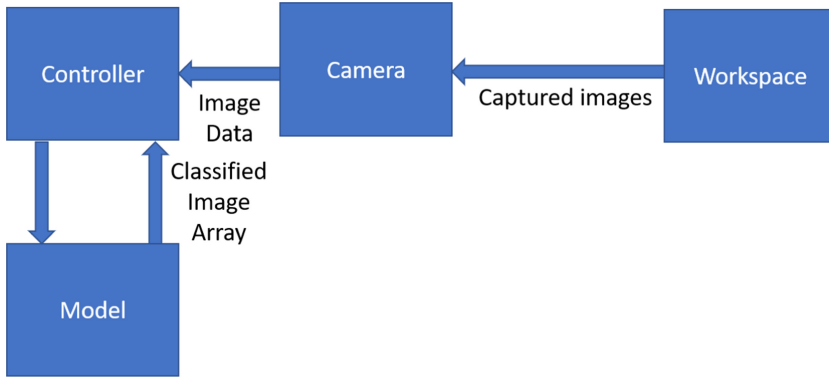 Controller
Camera
Workspace
Image
Data
Captured images
Classified
Image
Array
Model